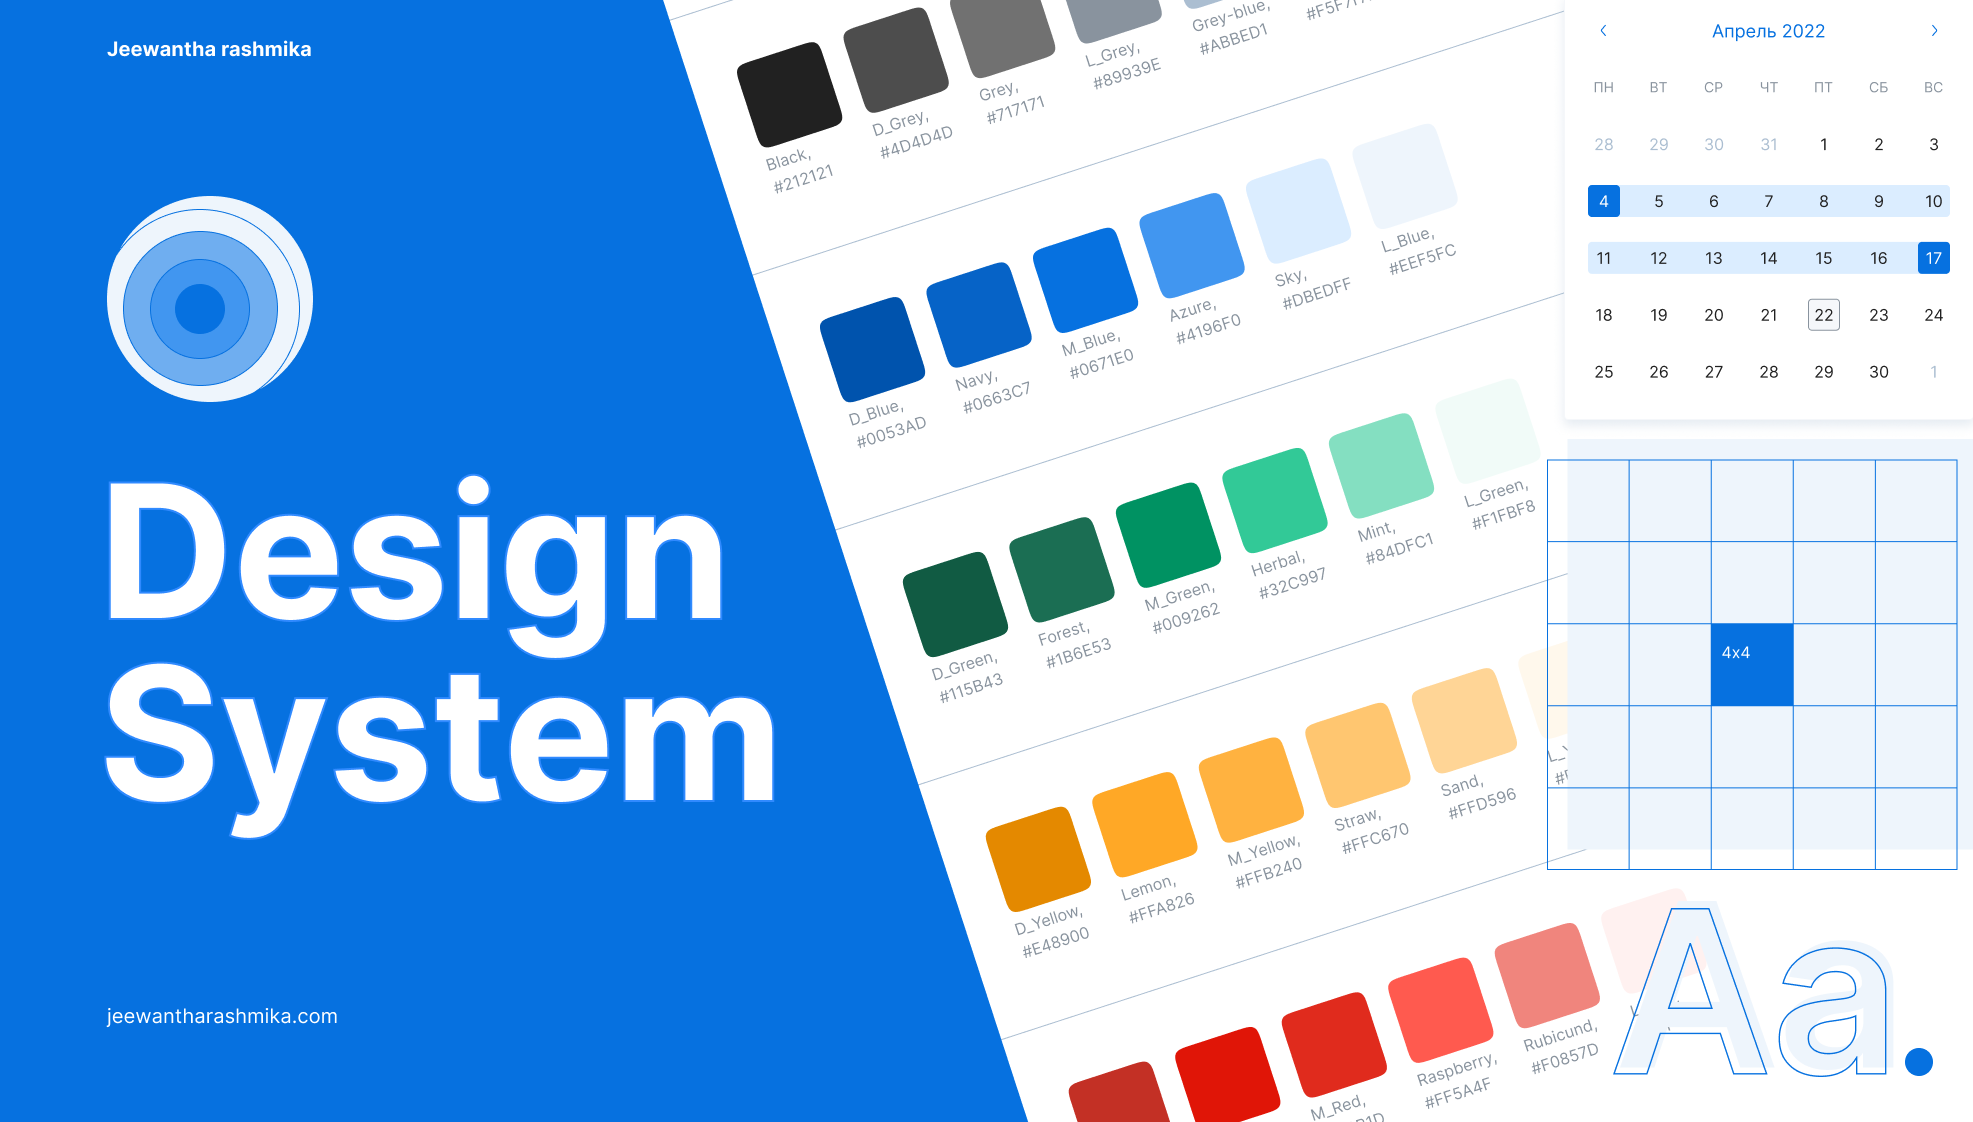 Jeewantha rashmika
Design
System
jeewantharashmika.com
Black,
#212121
D_Grey,
#4D4D4D
Grey,
#717171
L_Grey,
#89939E
Grey-blue,
#ABBED1
D_Blue,
#0053AD
Navy,
#0663C7
M_Blue,
#0671E0
Azure,
#4196F0
Sky,
#DBEDFF
L_Blue,
#EEF5FC
D_Green,
#115B43
Forest,
#1B6E53
M_Green,
#009262
Herbal,
#32C997
Mint,
#84DFC1
L_Green,
#F1FBF8
D_Yellow,
#E48900
Lemon,
#FFA826
M_Yellow,
#FFB240
Straw,
#FFC670
Sand,
#FFD596
M_Red,
Raspberry,
#FF5A4F
Rubicund,
#F0857D
Апрель 2022
ПН ВТ СР ЧТ ПТ СБ ВС
28 29 30 31 1 2 3
4 5 6 7 8 9 10
11 12 13 14 15 16 17
18 19 20 21 22 23 24
25 26 27 28 29 30 1
4x4
Aa.